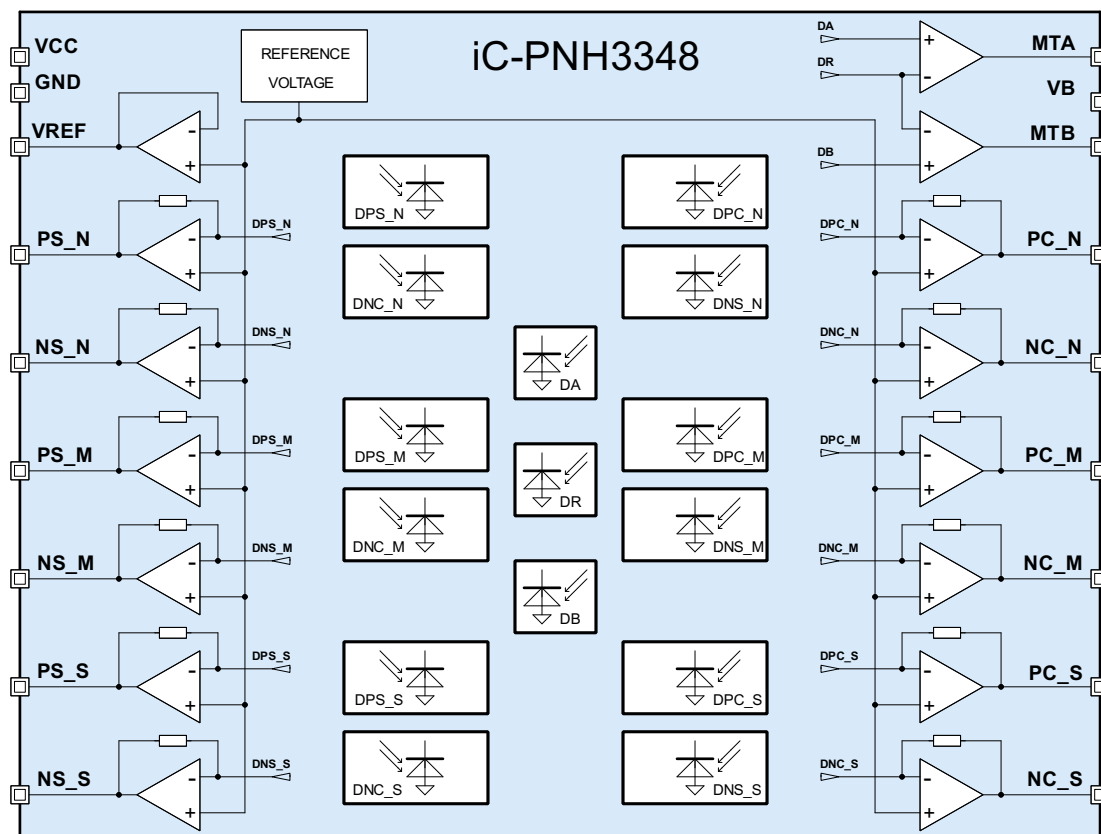 iC-PNH3348
REFERENCE
VOLTAGE
VCC
GND
VREF
PS_N
NS_N
PS_M
NS_M
PS_S
NS_S
-
+
-
+
DPS_N
-
+
DNS_N
-
+
DPS_M
-
+
DNS_M
-
+
DPS_S
-
+
DNS_S
DPS_N
DPC_N
DNC_N
DNS_N
DA
DPS_M
DPC_M
DR
DNC_M
DNS_M
DB
DPS_S
DPC_S
DNC_S
DNS_S
DA
+
DR
-
-
DB
+
DPC_N
-
+
DNC_N
-
+
DPC_M
-
+
DNC_M
-
+
DPC_S
-
+
DNC_S
-
+
MTA
VB
MTB
PC_N
NC_N
PC_M
NC_M
PC_S
NC_S